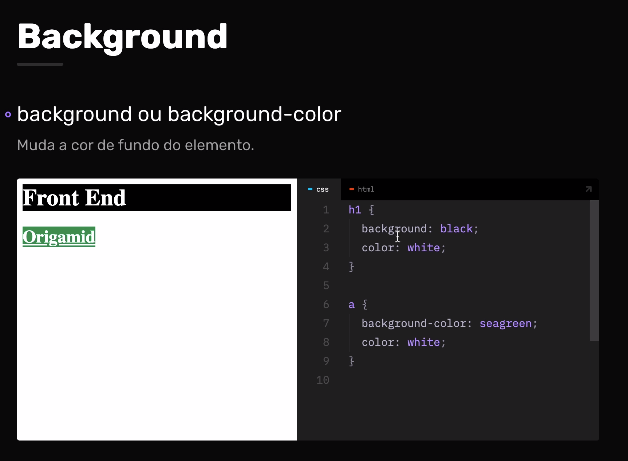 Background
background ou background-color
Muda a cor de fundo do elemento.
Front End
Origamid
css
html
1 h1 {
2 background: black;
3 color: white;
4 }
5
6 a {
7 background-color: seagreen;
8 color: white;
9 }
10